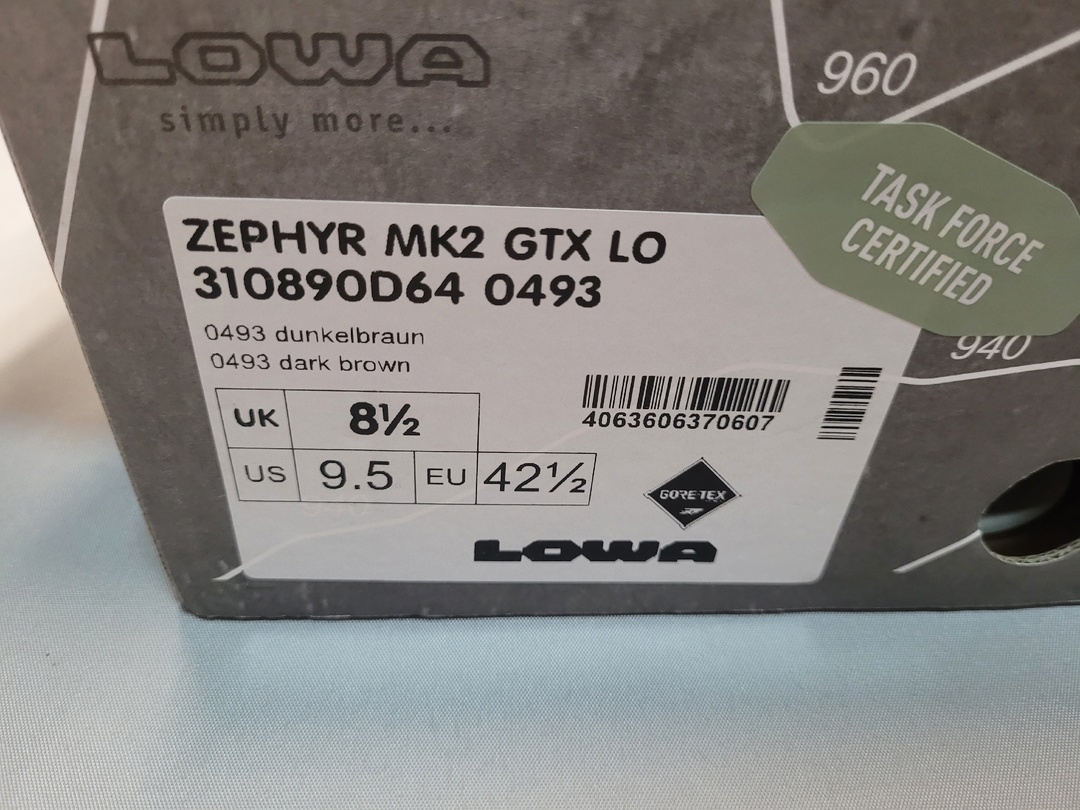 LOWA
simply more...
960
TASK FORCE
CERTIFIED
940
ZEPHYR MK2 GTX LO
310890D64 0493
0493 dunkelbraun
0493 dark brown
UK 8½
US 9.5 EU 42½
4063606370607
GORE-TEX
LOWA